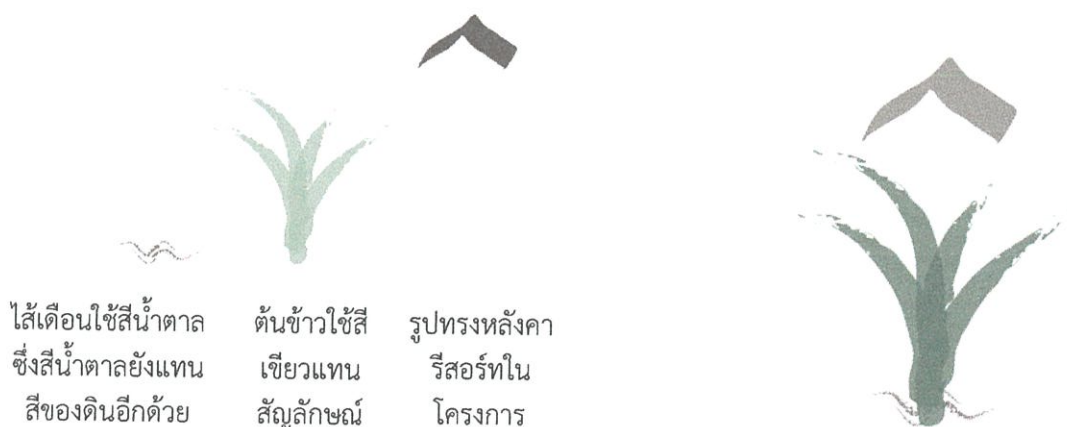 ไส้เดือนใช้สีน้ำตาล
ซึ่งสีน้ำตาลยังแทน
สีของดินอีกด้วย
ต้นข้าวใช้สี
เขียวแทน
สัญลักษณ์
รูปทรงหลังคา
รีสอร์ทใน
โครงการ